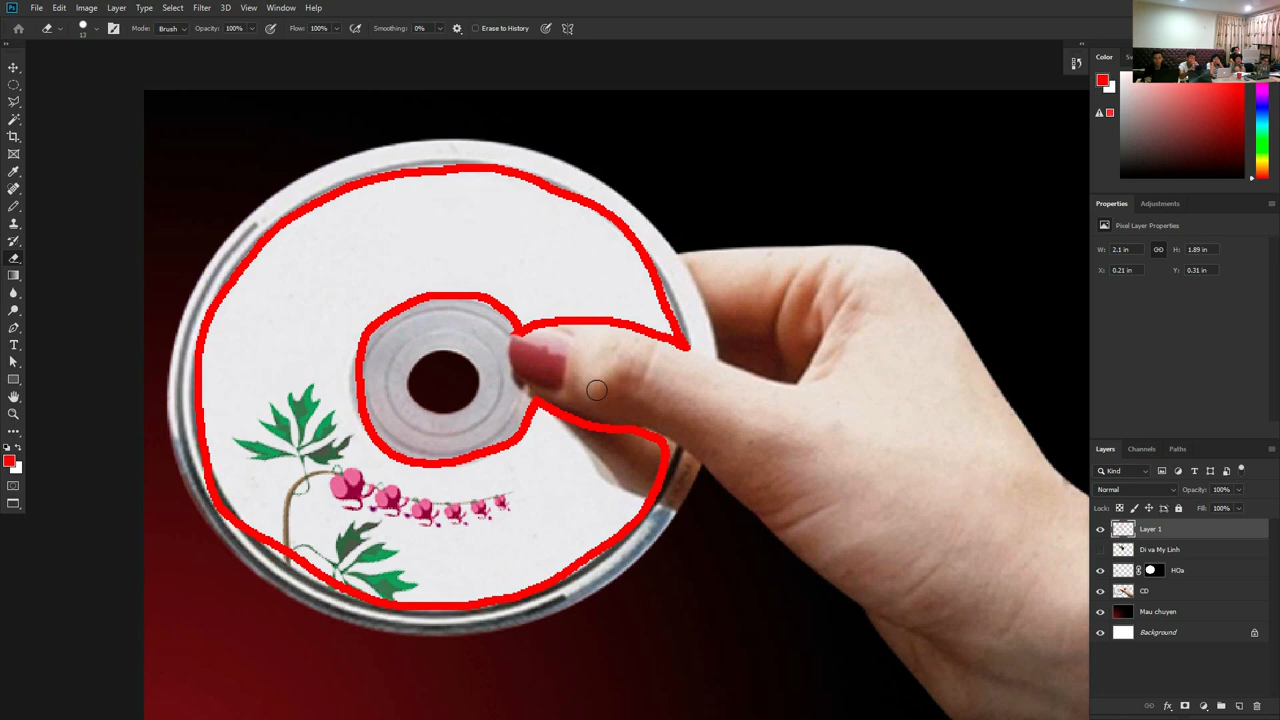 Ps File Edit Image Layer Type Select Filter 3D View Window Help
13 Mode: Brush Opacity: 100% Flow: 100% Smoothing: 0% Erase to History
Color
Properties Adjustments
Pixel Layer Properties
W: 2.1 in H: 1.89 in
X: 0.21 in Y: 0.31 in
Layers Channels Paths
Kind
Normal Opacity: 100%
Lock: Fill: 100%
Layer 1
Di va My Linh
HOa
CD
Mau chuyen
Background